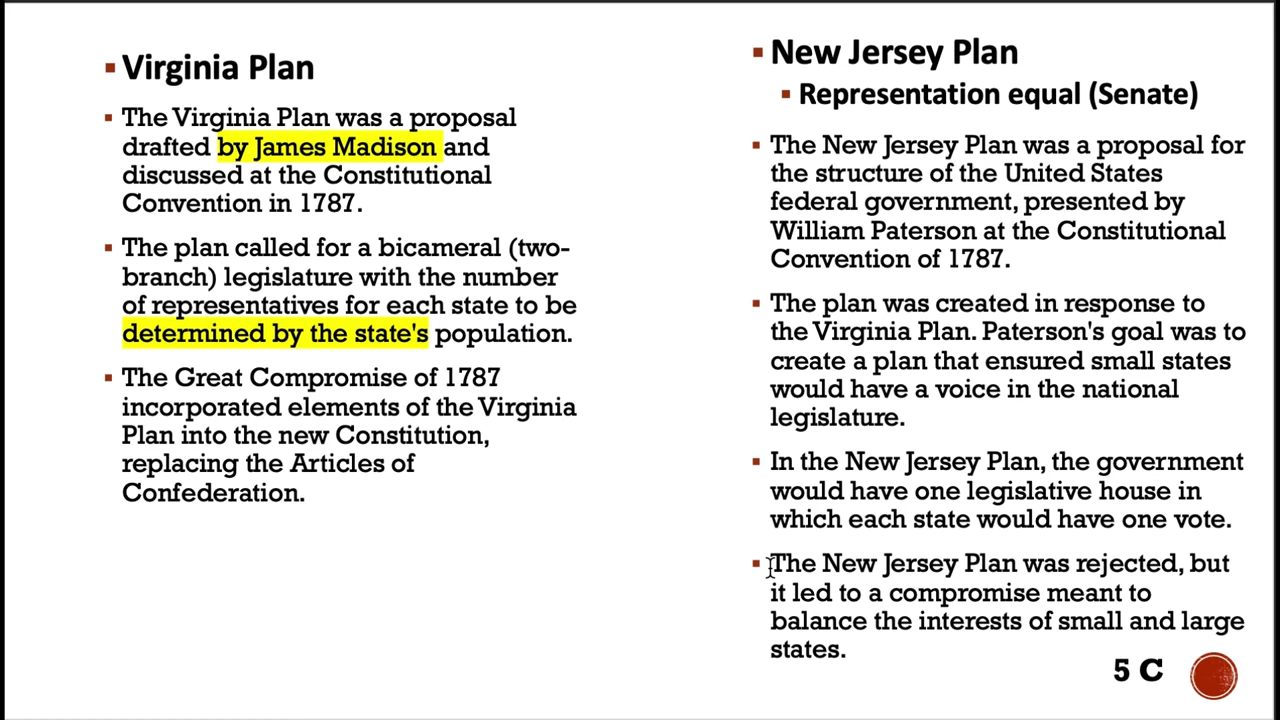 Virginia Plan
The Virginia Plan was a proposal
drafted by James Madison and
discussed at the Constitutional
Convention in 1787.
The plan called for a bicameral (two-
branch) legislature with the number
of representatives for each state to be
determined by the state's population.
The Great Compromise of 1787
incorporated elements of the Virginia
Plan into the new Constitution,
replacing the Articles of
Confederation.
New Jersey Plan
Representation equal (Senate)
The New Jersey Plan was a proposal for
the structure of the United States
federal government, presented by
William Paterson at the Constitutional
Convention of 1787.
The plan was created in response to
the Virginia Plan. Paterson's goal was to
create a plan that ensured small states
would have a voice in the national
legislature.
In the New Jersey Plan, the government
would have one legislative house in
which each state would have one vote.
The New Jersey Plan was rejected, but
it led to a compromise meant to
balance the interests of small and large
states.
5 C